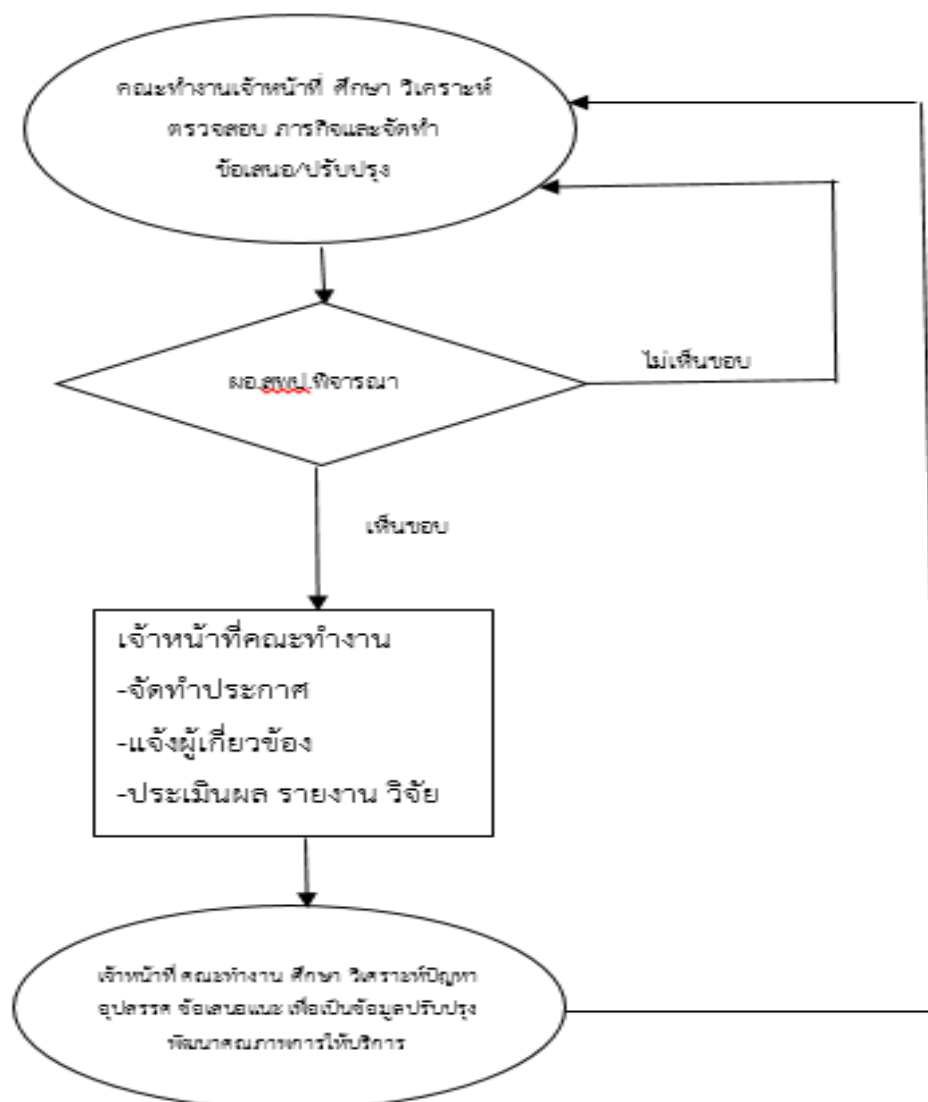 คณะทำงานเจ้าหน้าที่ ศึกษา วิเคราะห์
ตรวจสอบ ภารกิจและจัดทำ
ข้อเสนอ/ปรับปรุง
ผอ.สพป.พิจารณา
ไม่เห็นชอบ
เห็นชอบ
เจ้าหน้าที่คณะทำงาน
-จัดทำประกาศ
-แจ้งผู้เกี่ยวข้อง
-ประเมินผล รายงาน วิจัย
เจ้าหน้าที่ คณะทำงาน ศึกษา วิเคราะห์ปัญหา
อุปสรรค ข้อเสนอแนะ เพื่อเป็นข้อมูลปรับปรุง
พัฒนาคุณภาพการให้บริการ